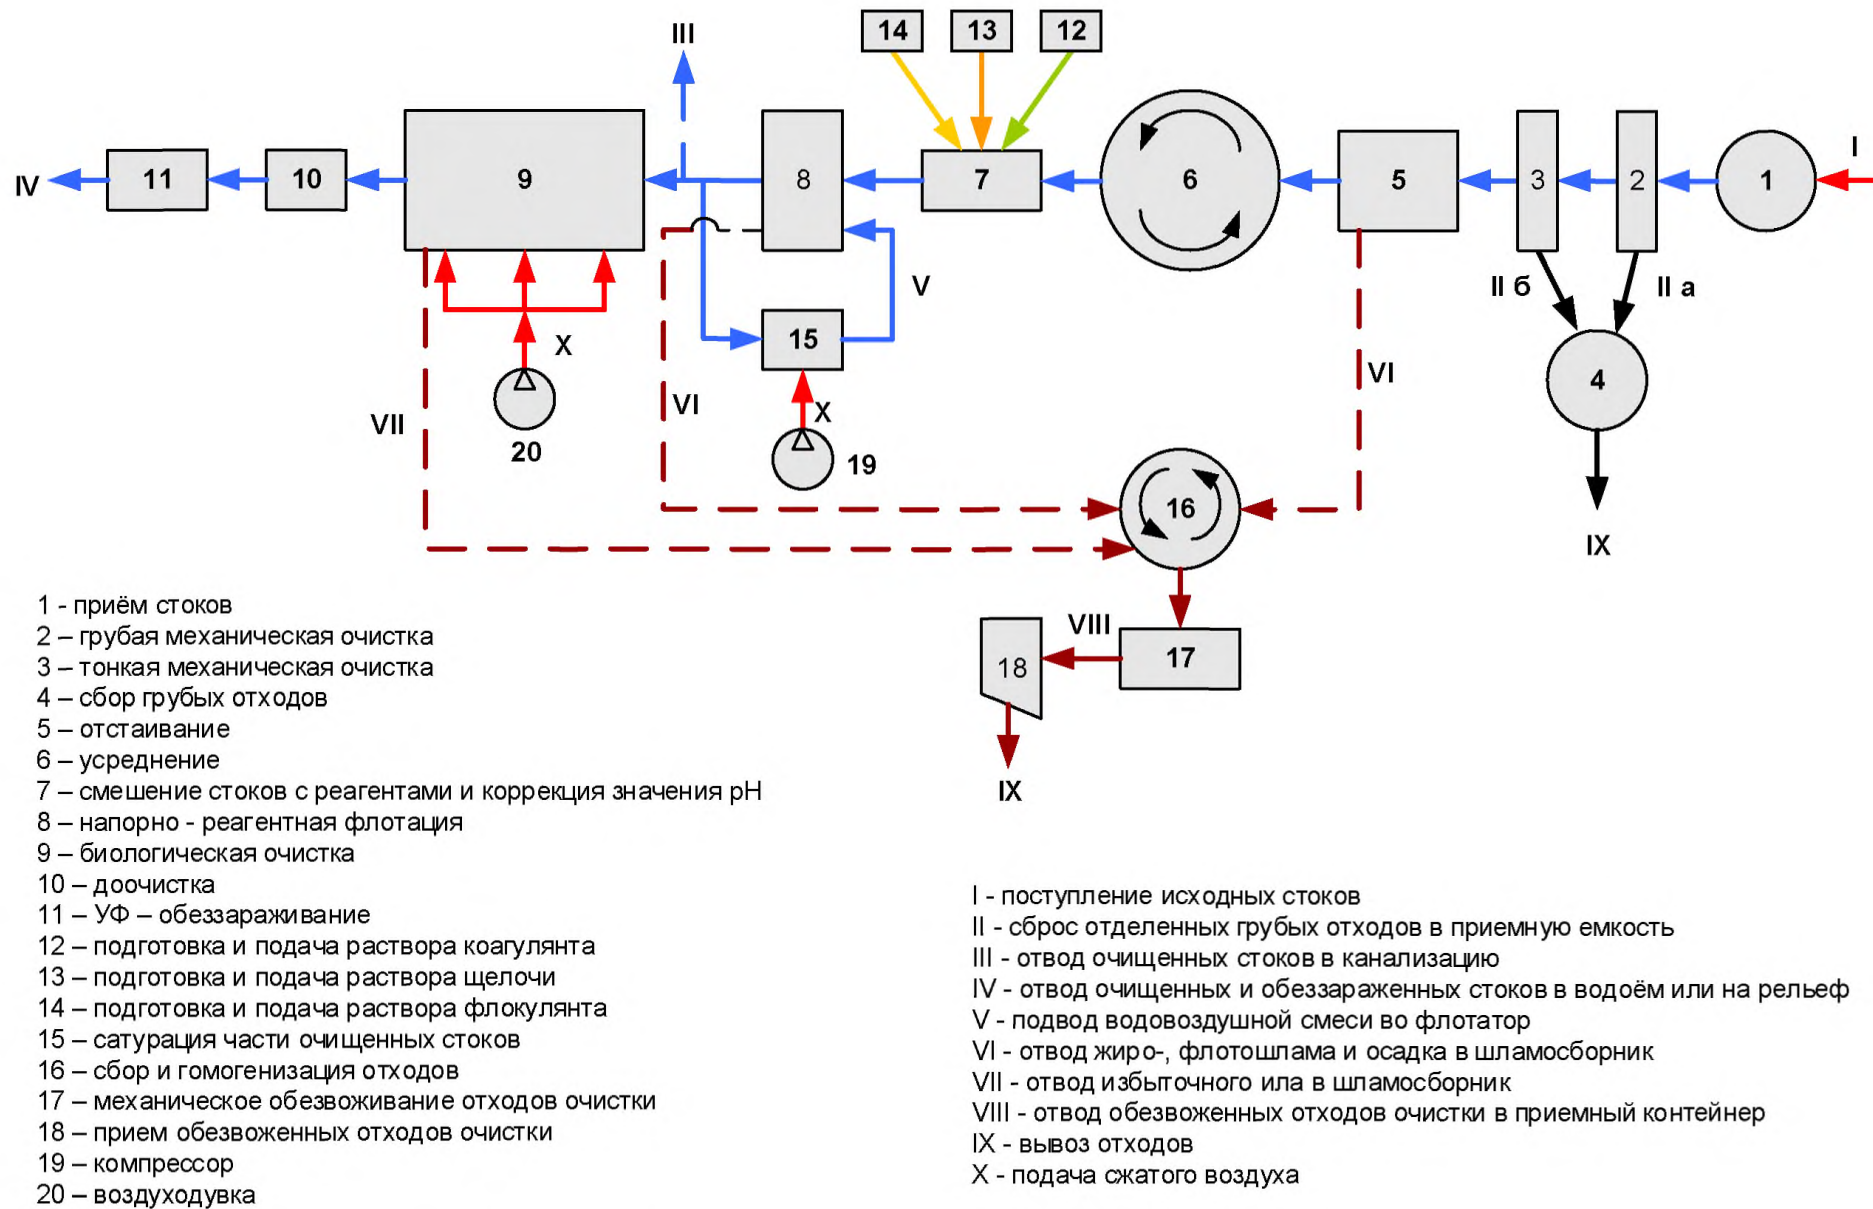 III
14
13
12
I
IV
11
10
9
8
7
6
5
3
2
1
II б
II а
V
15
X
X
4
VI
VI
VII
20
19
16
IX
VIII
17
18
IX
1 - приём стоков
2 – грубая механическая очистка
3 – тонкая механическая очистка
4 – сбор грубых отходов
5 – отстаивание
6 – усреднение
7 – смешение стоков с реагентами и коррекция значения pH
8 – напорно - реагентная флотация
9 – биологическая очистка
10 – доочистка
11 – УФ – обеззараживание
12 – подготовка и подача раствора коагулянта
13 – подготовка и подача раствора щелочи
14 – подготовка и подача раствора флокулянта
15 – сатурация части очищенных стоков
16 – сбор и гомогенизация отходов
17 – механическое обезвоживание отходов очистки
18 – прием обезвоженных отходов очистки
19 – компрессор
20 – воздуходувка
I - поступление исходных стоков
II - сброс отделенных грубых отходов в приемную емкость
III - отвод очищенных стоков в канализацию
IV - отвод очищенных и обеззараженных стоков в водоём или на рельеф
V - подвод водовоздушной смеси во флотатор
VI - отвод жиро-, флотошлама и осадка в шламосборник
VII - отвод избыточного ила в шламосборник
VIII - отвод обезвоженных отходов очистки в приемный контейнер
IX - вывоз отходов
X - подача сжатого воздуха